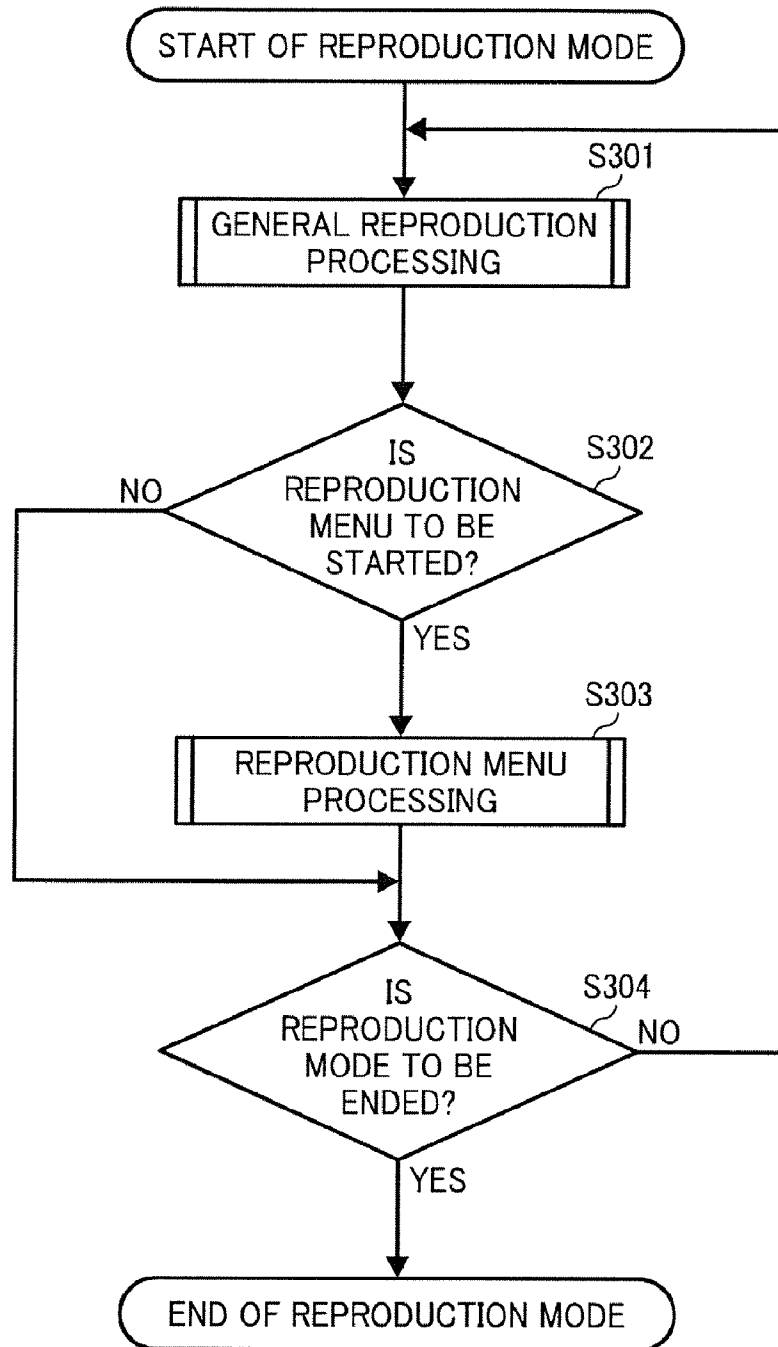 START OF REPRODUCTION MODE
S301
GENERAL REPRODUCTION
PROCESSING
S302
IS
REPRODUCTION
MENU TO BE
STARTED?
NO
YES
S303
REPRODUCTION MENU
PROCESSING
S304
IS
REPRODUCTION
MODE TO BE
ENDED?
NO
YES
END OF REPRODUCTION MODE